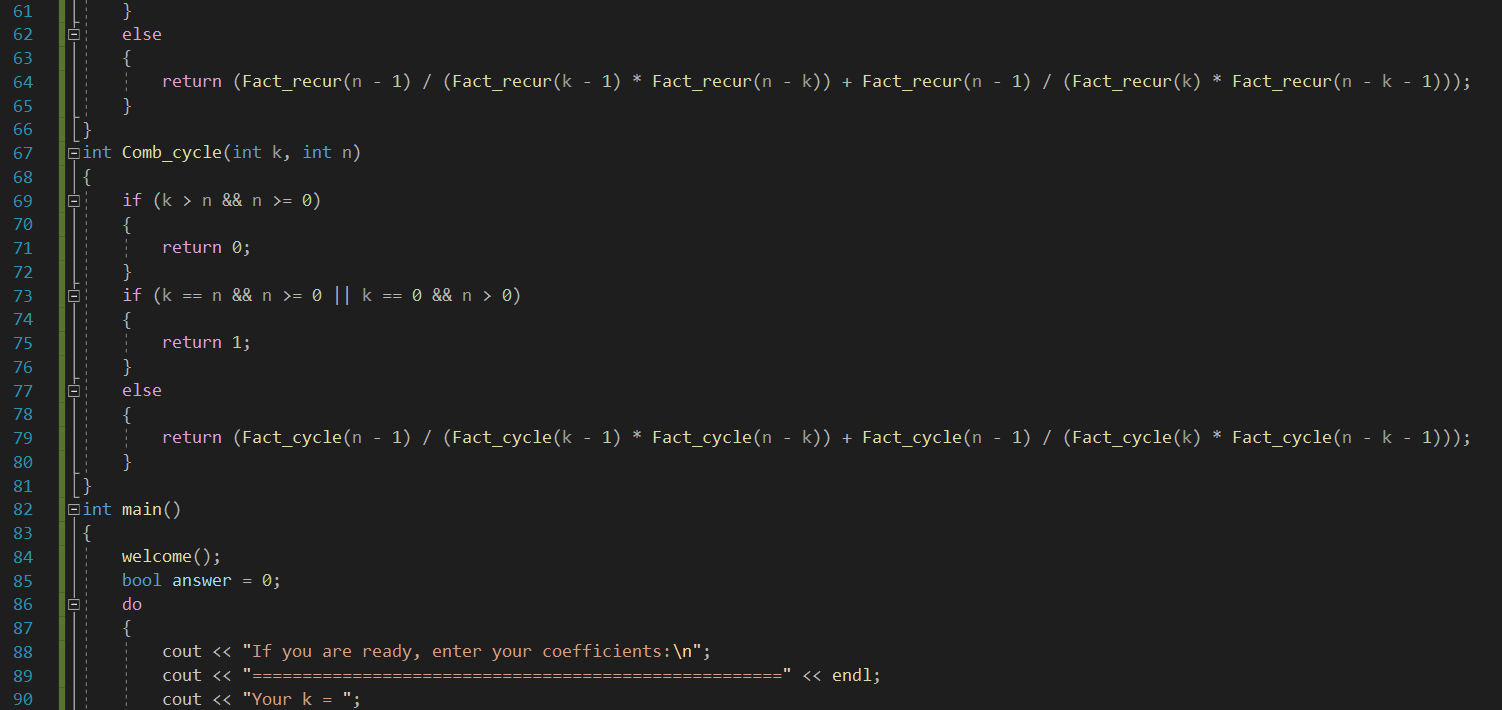 61 }
62 else
63 {
64 return (Fact_recur(n - 1) / (Fact_recur(k - 1) * Fact_recur(n - k)) + Fact_recur(n - 1) / (Fact_recur(k) * Fact_recur(n - k - 1)));
65 }
66 }
67 int Comb_cycle(int k, int n)
68 {
69 if (k > n && n >= 0)
70 {
71 return 0;
72 }
73 if (k == n && n >= 0 || k == 0 && n > 0)
74 {
75 return 1;
76 }
77 else
78 {
79 return (Fact_cycle(n - 1) / (Fact_cycle(k - 1) * Fact_cycle(n - k)) + Fact_cycle(n - 1) / (Fact_cycle(k) * Fact_cycle(n - k - 1)));
80 }
81 }
82 int main()
83 {
84 welcome();
85 bool answer = 0;
86 do
87 {
88 cout << "If you are ready, enter your coefficients:\n";
89 cout << "=====================================================" << endl;
90 cout << "Your k = ";